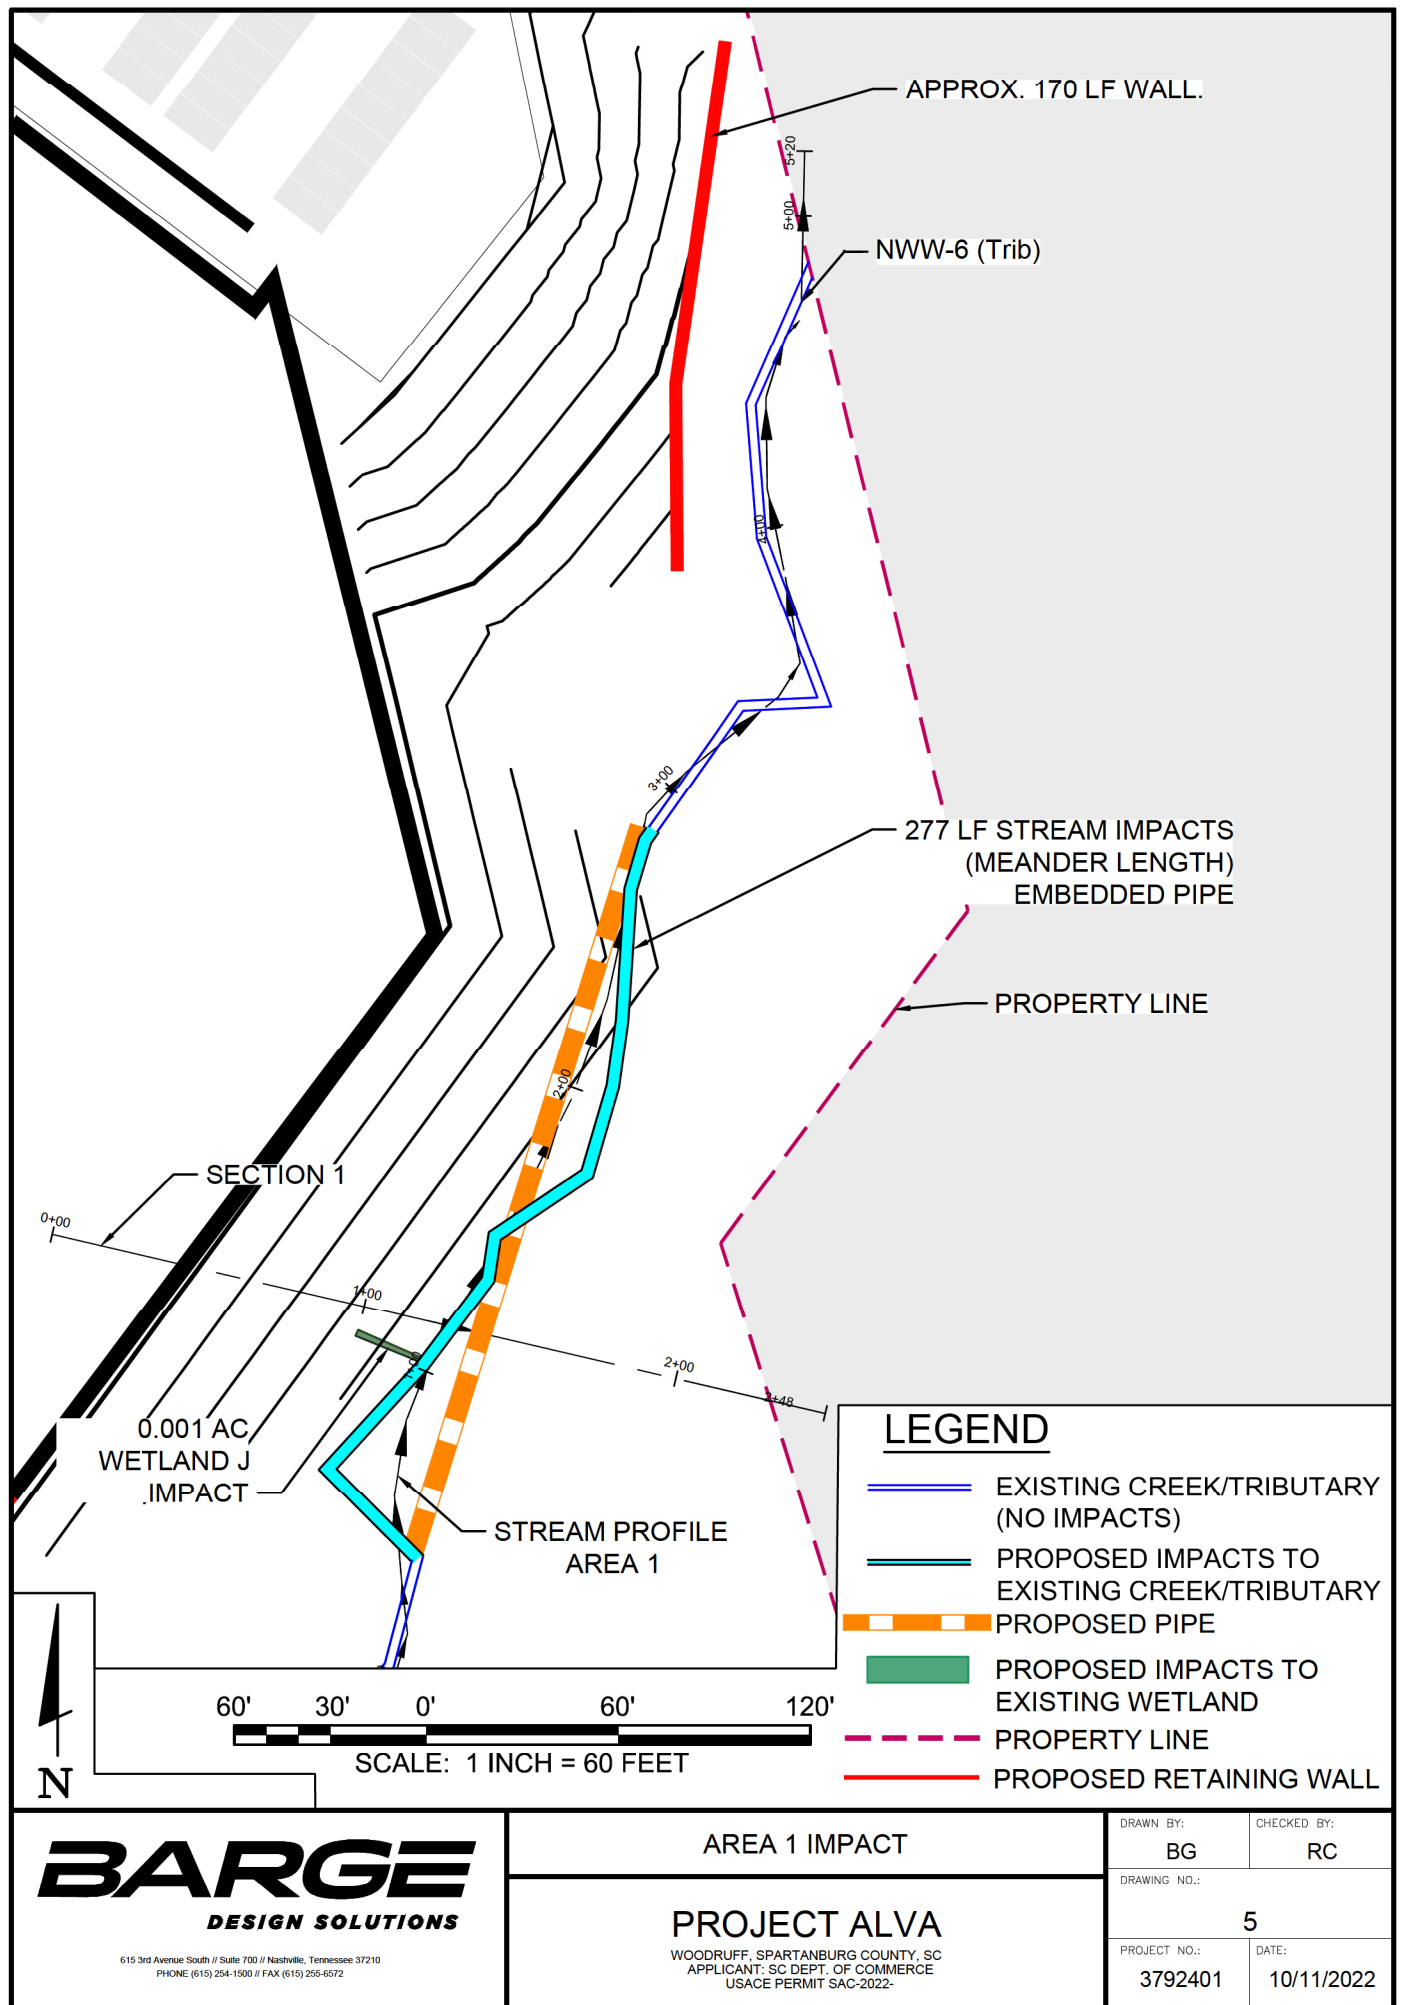 APPROX. 170 LF WALL.
5+20
5+00
NWW-6 (Trib)
4+00
3+00
277 LF STREAM IMPACTS
(MEANDER LENGTH)
EMBEDDED PIPE
PROPERTY LINE
2+00
SECTION 1
0+00
1+00
1+00
2+00
2+48
0.001 AC
WETLAND J
IMPACT
STREAM PROFILE
AREA 1
LEGEND
EXISTING CREEK/TRIBUTARY
(NO IMPACTS)
PROPOSED IMPACTS TO
EXISTING CREEK/TRIBUTARY
PROPOSED PIPE
PROPOSED IMPACTS TO
EXISTING WETLAND
PROPERTY LINE
PROPOSED RETAINING WALL
N
60' 30' 0' 60' 120'
SCALE: 1 INCH = 60 FEET
BARGE
DESIGN SOLUTIONS
615 3rd Avenue South // Suite 700 // Nashville, Tennessee 37210
PHONE (615) 254-1500 // FAX (615) 255-6572
AREA 1 IMPACT
PROJECT ALVA
WOODRUFF, SPARTANBURG COUNTY, SC
APPLICANT: SC DEPT. OF COMMERCE
USACE PERMIT SAC-2022-
DRAWN BY:
BG
CHECKED BY:
RC
DRAWING NO.:
5
PROJECT NO.:
3792401
DATE:
10/11/2022